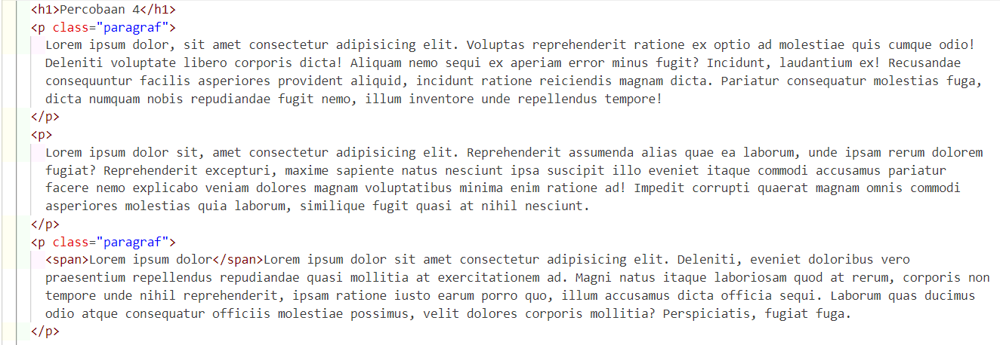 <h1>Percobaan 4</h1>
<p class="paragraf">
Lorem ipsum dolor, sit amet consectetur adipisicing elit. Voluptas reprehenderit ratione ex optio ad molestiae quis cumque odio!
Deleniti voluptate libero corporis dicta! Aliquam nemo sequi ex aperiam error minus fugit? Incidunt, laudantium ex! Recusandae
consequuntur facilis asperiores provident aliquid, incidunt ratione reiciendis magnam dicta. Pariatur consequatur molestias fuga,
dicta numquam nobis repudiandae fugit nemo, illum inventore unde repellendus tempore!
</p>
<p>
Lorem ipsum dolor sit, amet consectetur adipisicing elit. Reprehenderit assumenda alias quae ea laborum, unde ipsam rerum dolorem
fugiat? Reprehenderit excepturi, maxime sapiente natus nesciunt ipsa suscipit illo eveniet itaque commodi accusamus pariatur
facere nemo explicabo veniam dolores magnam voluptatibus minima enim ratione ad! Impedit corrupti quaerat magnam omnis commodi
asperiores molestias quia laborum, similique fugit quasi at nihil nesciunt.
</p>
<p class="paragraf">
<span>Lorem ipsum dolor</span>Lorem ipsum dolor sit amet consectetur adipisicing elit. Deleniti, eveniet doloribus vero
praesentium repellendus repudiandae quasi mollitia at exercitationem ad. Magni natus itaque laboriosam quod at rerum, corporis non
tempore unde nihil reprehenderit, ipsam ratione iusto earum porro quo, illum accusamus dicta officia sequi. Laborum quas ducimus
odio atque consequatur officiis molestiae possimus, velit dolores corporis mollitia? Perspiciatis, fugiat fuga.
</p>